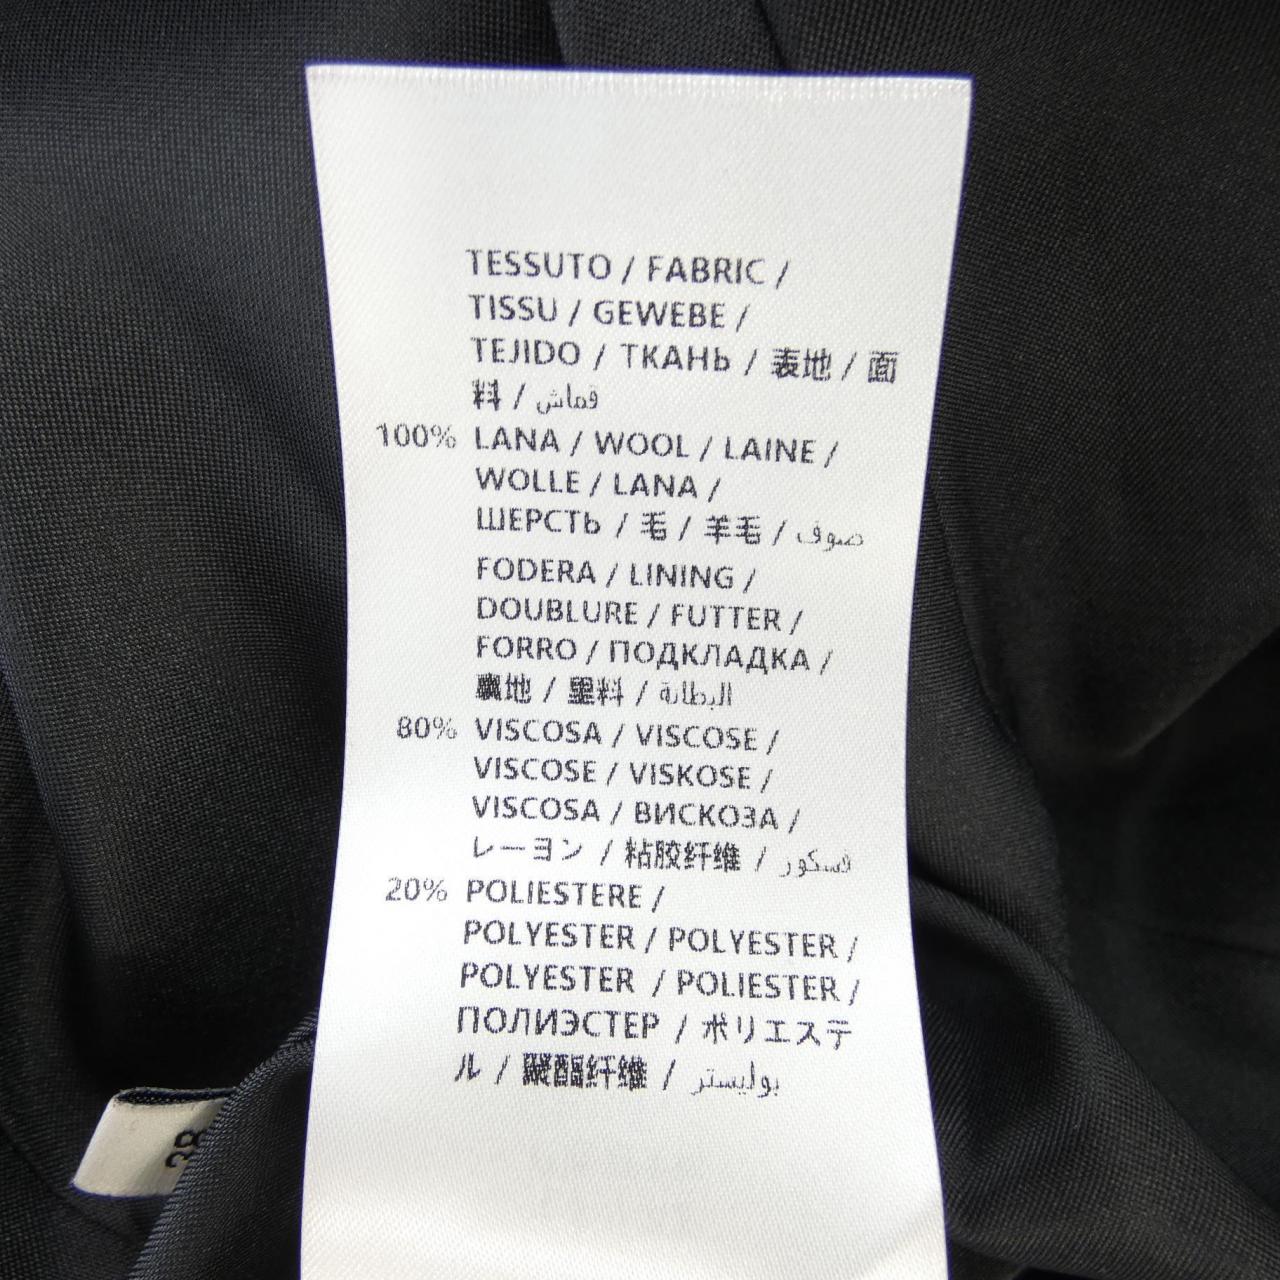 TESSUTO / FABRIC /
TISSU / GEWEBE /
TEJIDO / ТКАНЬ / 表地 / 面
料 / قماش
100% LANA / WOOL / LAINE /
WOLLE / LANA /
ШЕРСТЬ / 毛 / 羊毛 / صوف
FODERA / LINING /
DOUBLURE / FUTTER /
FORRO / ПОДКЛАДКА /
裏地 / 里料 / البطانة
80% VISCOSA / VISCOSE /
VISCOSE / VISKOSE /
VISCOSA / ВИСКОЗА /
レーヨン / 粘胶纤维 / فسكور
20% POLIESTERE /
POLYESTER / POLYESTER /
POLYESTER / POLIESTER /
ПОЛИЭСТЕР / ポリエステ
ル / 聚酯纤维 / بوليستر
38